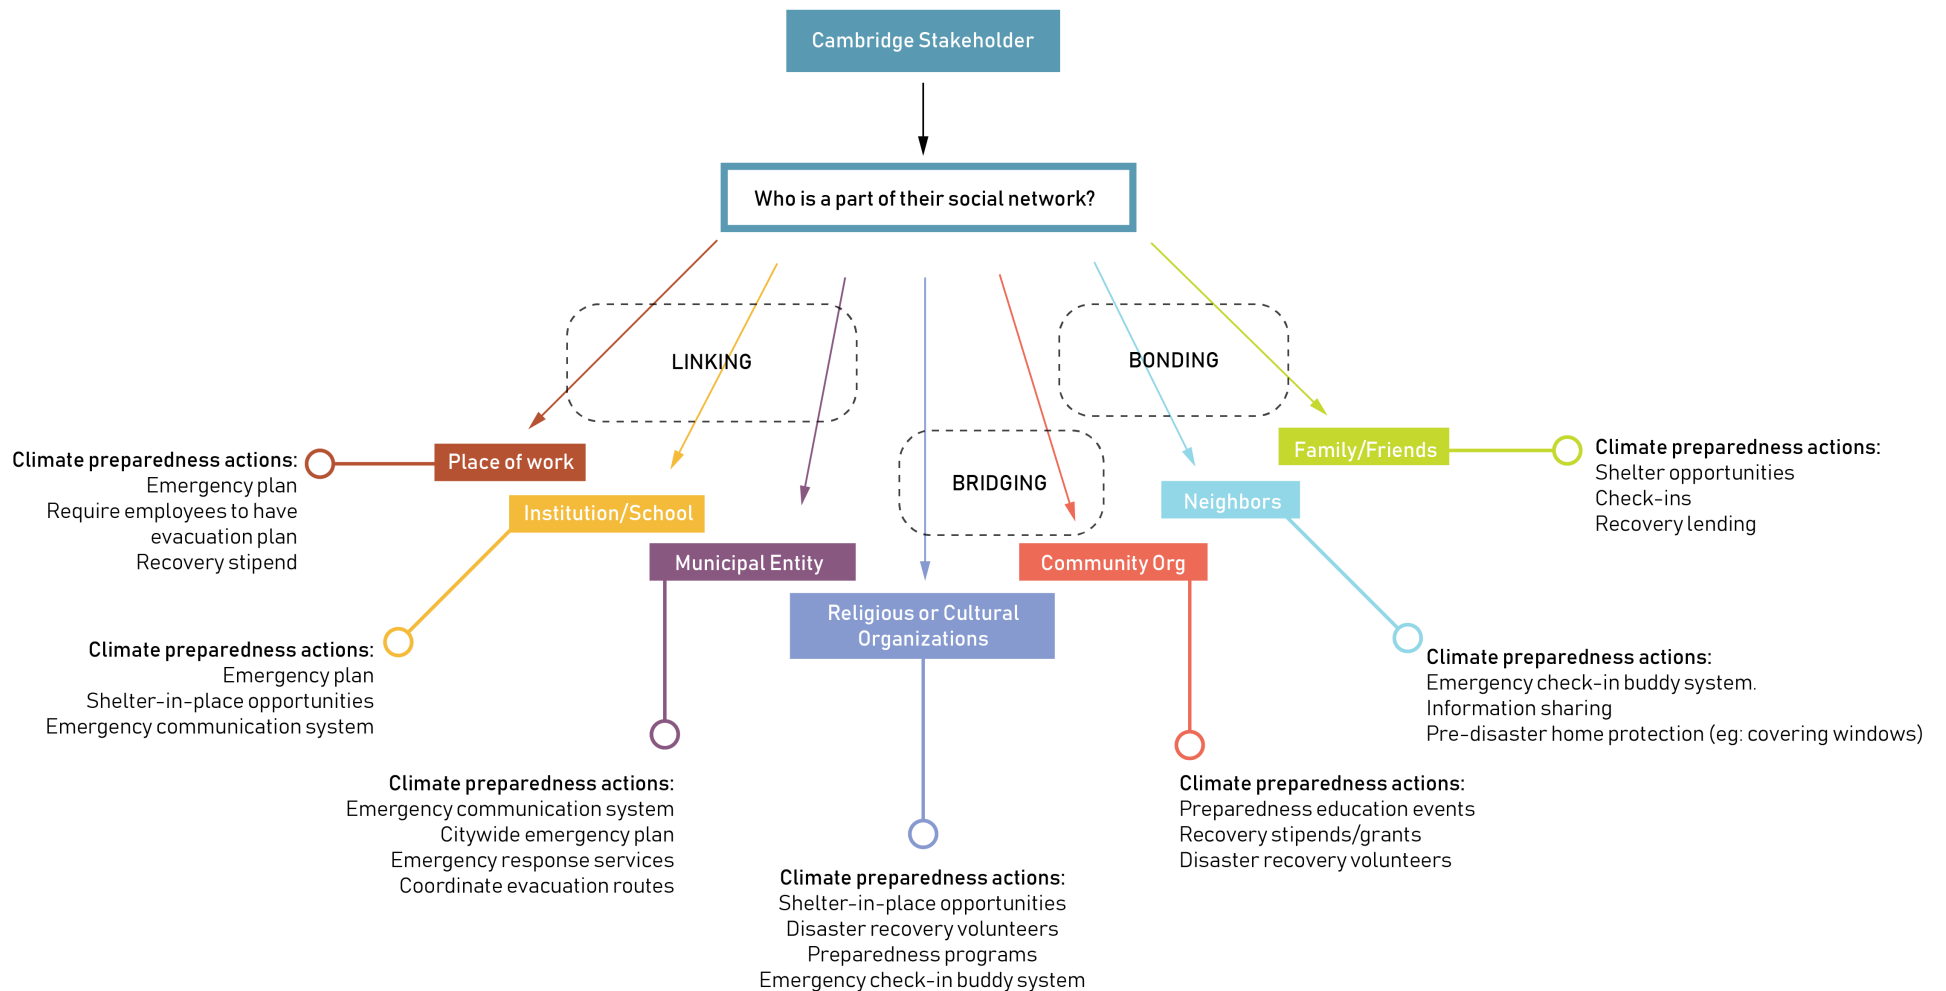 Cambridge Stakeholder
Who is a part of their social network?
LINKING
BONDING
BRIDGING
Place of work
Climate preparedness actions:
Emergency plan
Require employees to have
evacuation plan
Recovery stipend
Institution/School
Climate preparedness actions:
Emergency plan
Shelter-in-place opportunities
Emergency communication system
Municipal Entity
Climate preparedness actions:
Emergency communication system
Citywide emergency plan
Emergency response services
Coordinate evacuation routes
Religious or Cultural
Organizations
Climate preparedness actions:
Shelter-in-place opportunities
Disaster recovery volunteers
Preparedness programs
Emergency check-in buddy system
Community Org
Climate preparedness actions:
Preparedness education events
Recovery stipends/grants
Disaster recovery volunteers
Neighbors
Climate preparedness actions:
Emergency check-in buddy system.
Information sharing
Pre-disaster home protection (eg: covering windows)
Family/Friends
Climate preparedness actions:
Shelter opportunities
Check-ins
Recovery lending